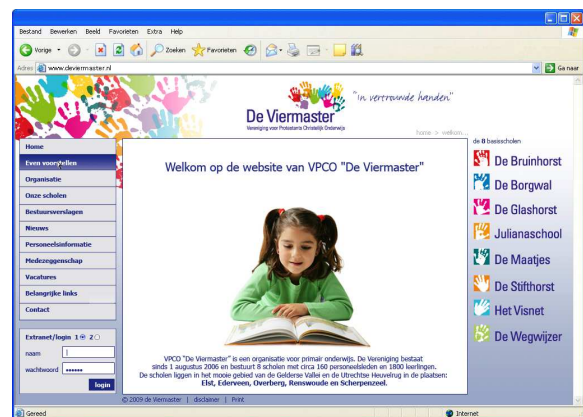 Bestand Bewerken Beeld Favorieten Extra Help
Vorige Zoeken Favorieten
Adres www.deviermaster.nl Ga naar
De Viermaster
Vereniging voor Protestants Christelijk Onderwijs
"in vertrouwde handen"
home > welkom...
Home
Even voorstellen
Organisatie
Onze scholen
Bestuursverslagen
Nieuws
Personeelsinformatie
Medezeggenschap
Vacatures
Belangrijke links
Contact
Extranet/login 1 2
naam
wachtwoord ••••••
login
Welkom op de website van VPCO "De Viermaster"
VPCO "De Viermaster" is een organisatie voor primair onderwijs. De Vereniging bestaat
sinds 1 augustus 2006 en bestuurt 8 scholen met circa 160 personeelsleden en 1800 leerlingen.
De scholen liggen in het mooie gebied van de Gelderse Vallei en de Utrechtse Heuvelrug in de plaatsen:
Elst, Ederveen, Overberg, Renswoude en Scherpenzeel.
de 8 basisscholen
De Bruinhorst
De Borgwal
De Glashorst
Julianaschool
De Maatjes
De Stifthorst
Het Visnet
De Wegwijzer
© 2009 de Viermaster | disclaimer | Print
Gereed Internet